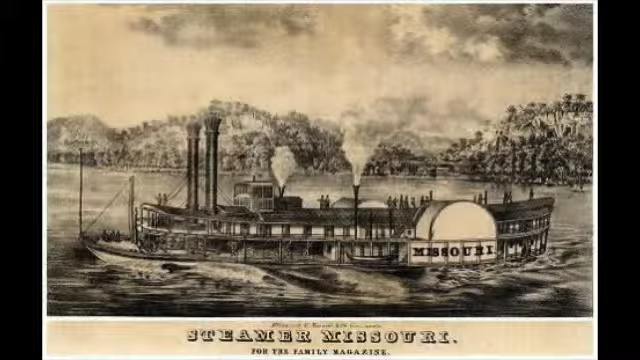 MISSOURI.
STEAMER MISSOURI.
FOR THE FAMILY MAGAZINE.